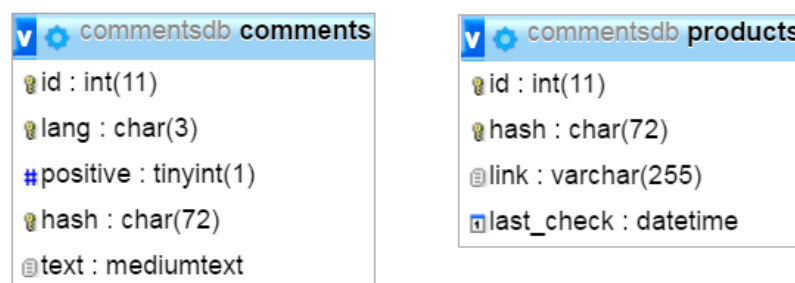 commentsdb comments
id : int(11)
lang : char(3)
positive : tinyint(1)
hash : char(72)
text : mediumtext
commentsdb products
id : int(11)
hash : char(72)
link : varchar(255)
last_check : datetime